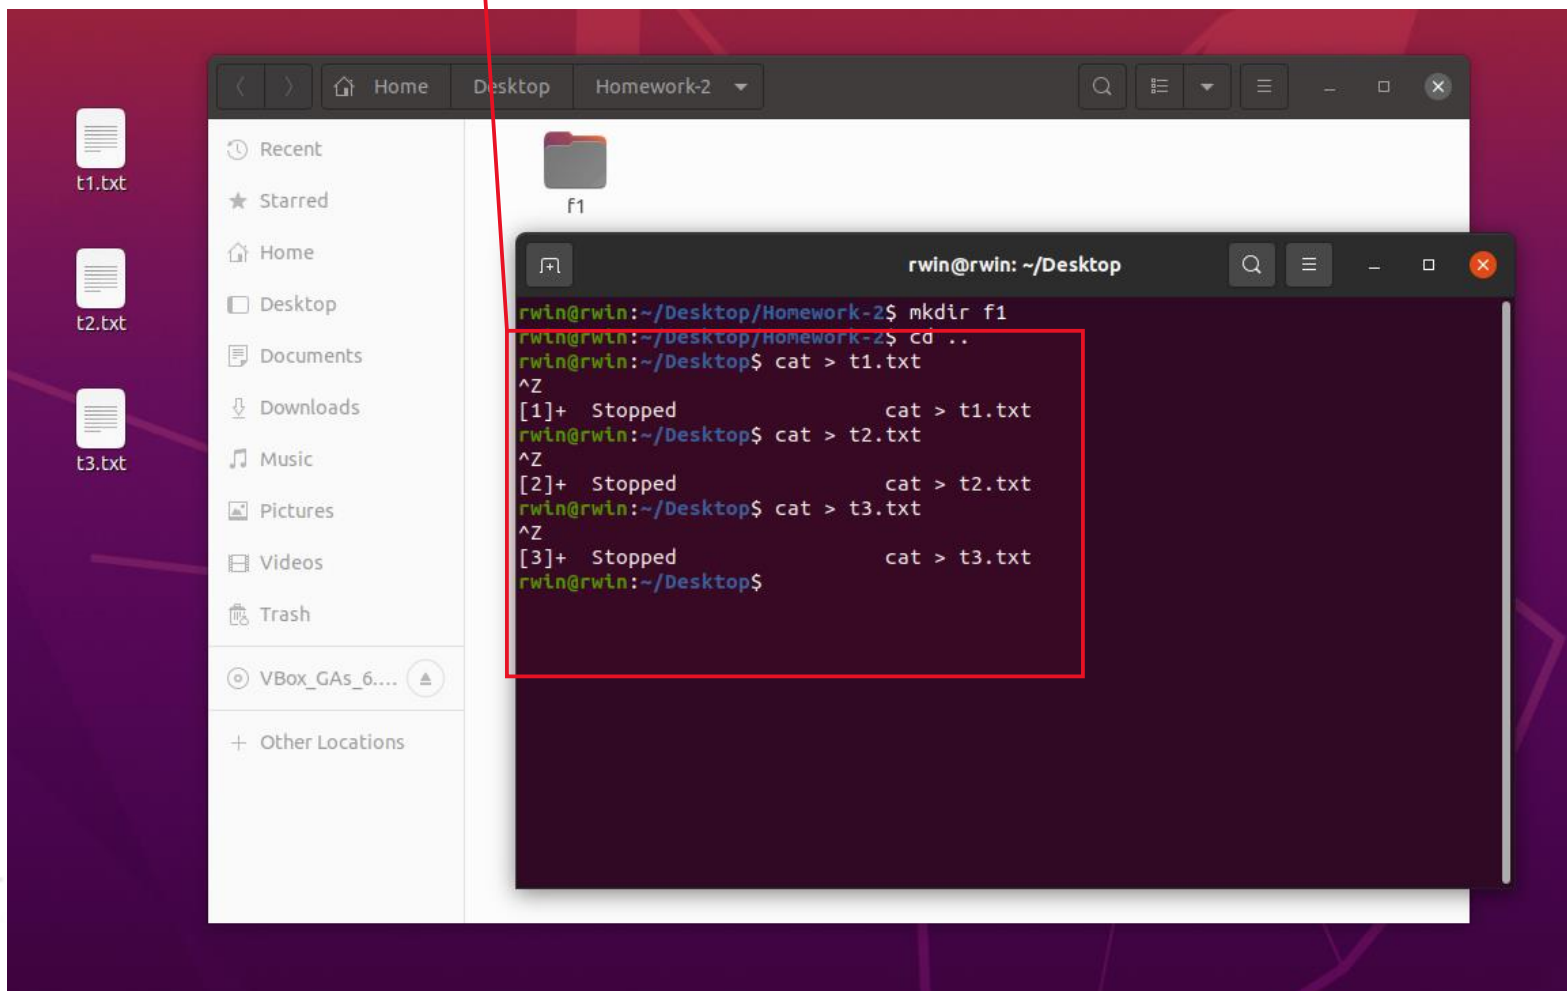 Home Desktop Homework-2
t1.txt
t2.txt
t3.txt
Recent
Starred
Home
Desktop
Documents
Downloads
Music
Pictures
Videos
Trash
VBox_GAs_6....
+ Other Locations
f1
rwin@rwin: ~/Desktop
rwin@rwin:~/Desktop/Homework-2$ mkdir f1
rwin@rwin:~/Desktop/Homework-2$ cd ..
rwin@rwin:~/Desktop$ cat > t1.txt
^Z
[1]+  Stopped                 cat > t1.txt
rwin@rwin:~/Desktop$ cat > t2.txt
^Z
[2]+  Stopped                 cat > t2.txt
rwin@rwin:~/Desktop$ cat > t3.txt
^Z
[3]+  Stopped                 cat > t3.txt
rwin@rwin:~/Desktop$